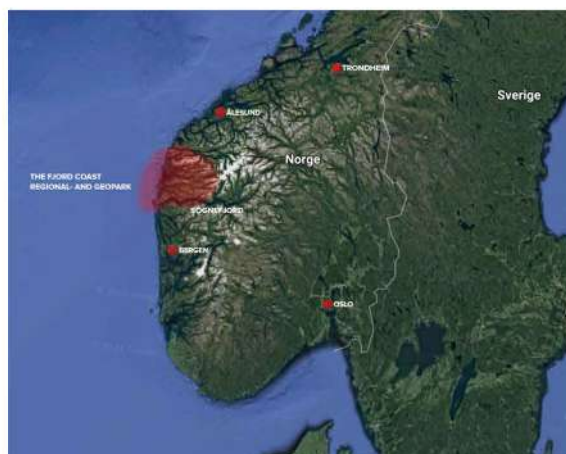 TRONDHEIM
Sverige
ÅLESUND
Norge
THE FJORD COAST
REGIONAL- AND GEOPARK
SOGNEFJORD
BERGEN
OSLO